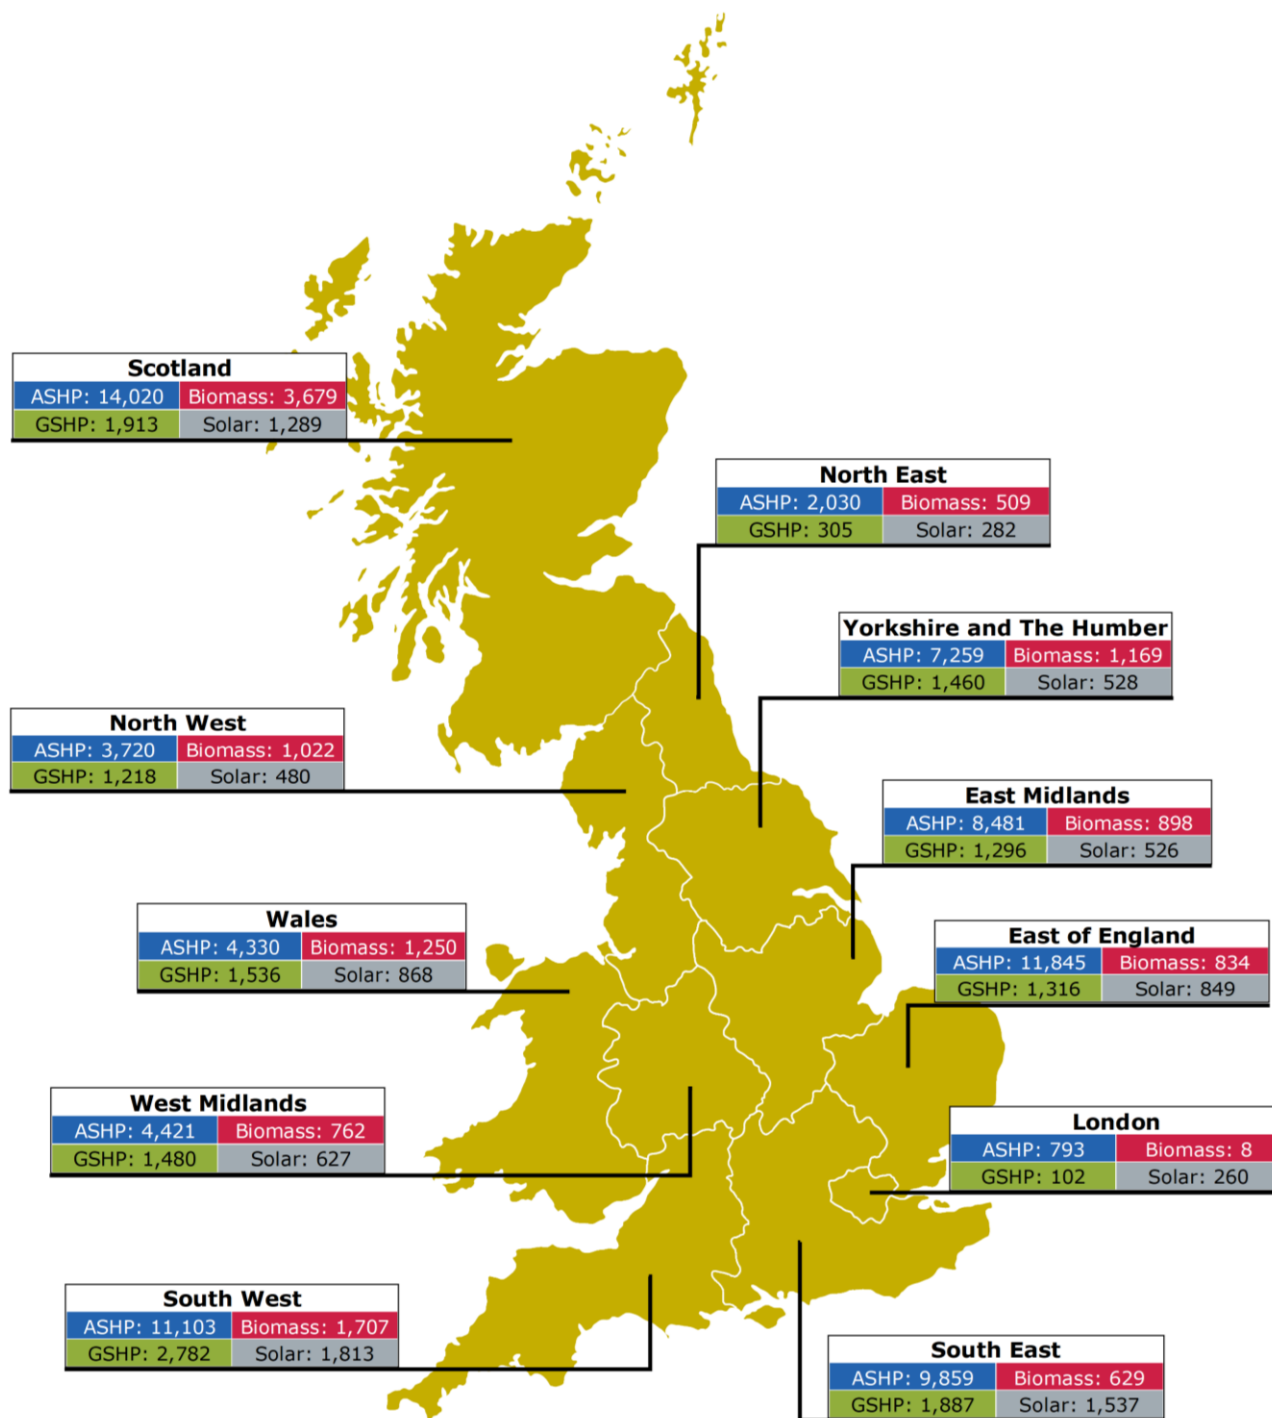 Scotland
ASHP: 14,020 Biomass: 3,679
GSHP: 1,913 Solar: 1,289
North East
ASHP: 2,030 Biomass: 509
GSHP: 305 Solar: 282
Yorkshire and The Humber
ASHP: 7,259 Biomass: 1,169
GSHP: 1,460 Solar: 528
North West
ASHP: 3,720 Biomass: 1,022
GSHP: 1,218 Solar: 480
East Midlands
ASHP: 8,481 Biomass: 898
GSHP: 1,296 Solar: 526
Wales
ASHP: 4,330 Biomass: 1,250
GSHP: 1,536 Solar: 868
East of England
ASHP: 11,845 Biomass: 834
GSHP: 1,316 Solar: 849
West Midlands
ASHP: 4,421 Biomass: 762
GSHP: 1,480 Solar: 627
London
ASHP: 793 Biomass: 8
GSHP: 102 Solar: 260
South West
ASHP: 11,103 Biomass: 1,707
GSHP: 2,782 Solar: 1,813
South East
ASHP: 9,859 Biomass: 629
GSHP: 1,887 Solar: 1,537